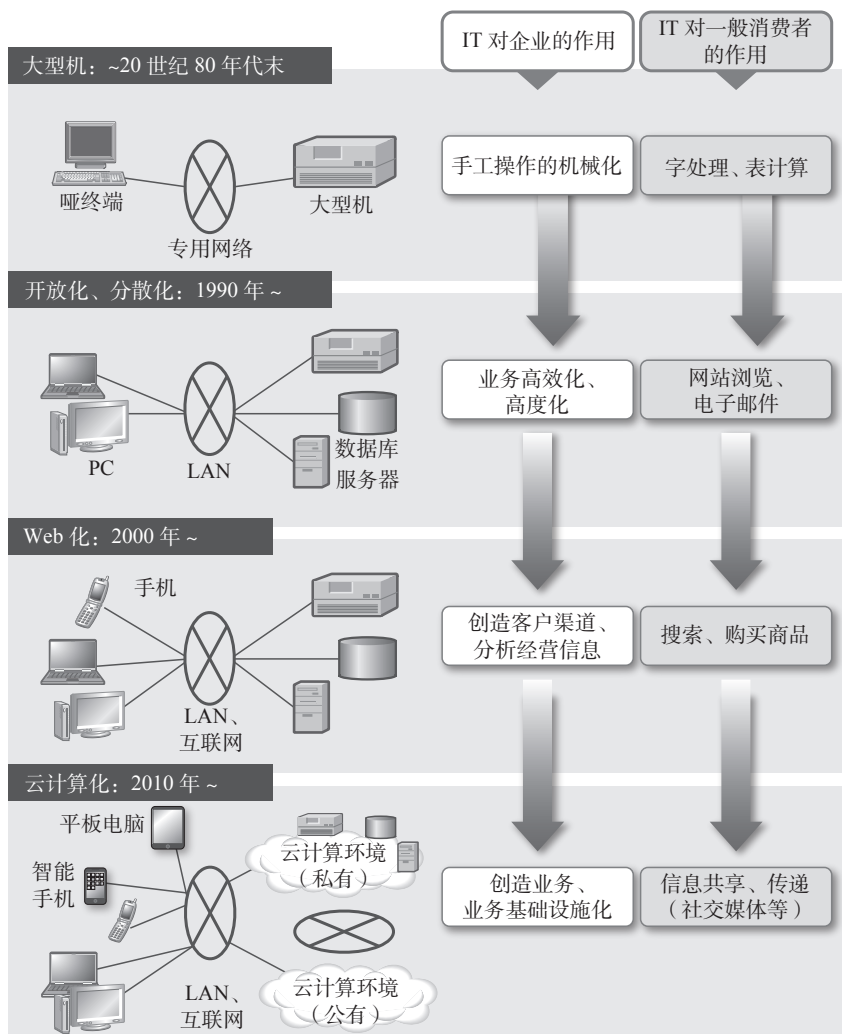 IT 对企业的作用
IT 对一般消费者
的作用
大型机：~20 世纪 80 年代末
哑终端
专用网络
大型机
手工操作的机械化
字处理、表计算
开放化、分散化：1990 年 ~
PC
LAN
数据库
服务器
业务高效化、
高度化
网站浏览、
电子邮件
Web 化：2000 年 ~
手机
LAN、
互联网
创造客户渠道、
分析经营信息
搜索、购买商品
云计算化：2010 年 ~
平板电脑
智能
手机
LAN、
互联网
云计算环境
（私有）
云计算环境
（公有）
创造业务、
业务基础设施化
信息共享、传递
（社交媒体等）